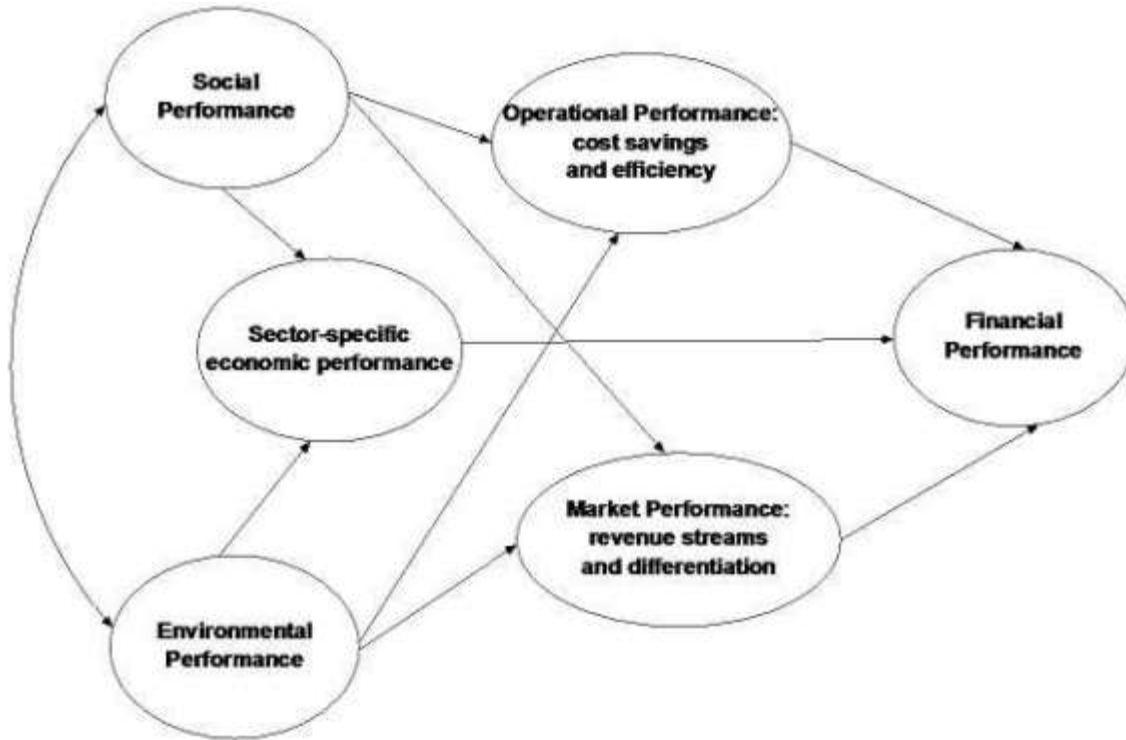 Social
Performance
Operational Performance:
cost savings
and efficiency
Sector-specific
economic performance
Financial
Performance
Market Performance:
revenue streams
and differentiation
Environmental
Performance